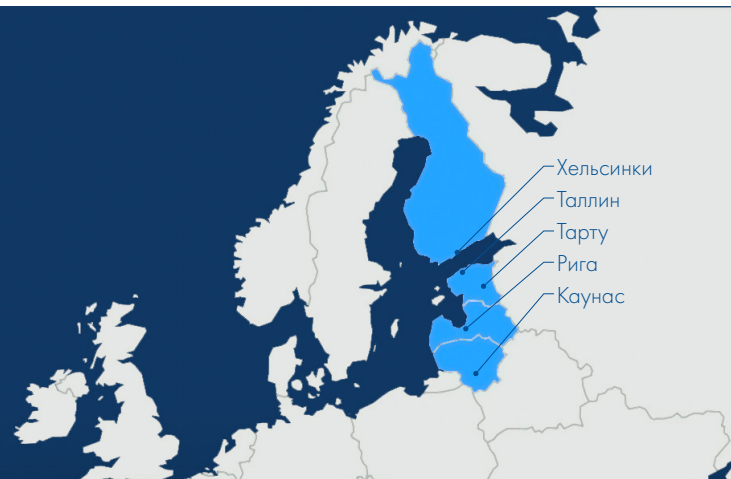 Хельсинки
Таллин
Тарту
Рига
Каунас